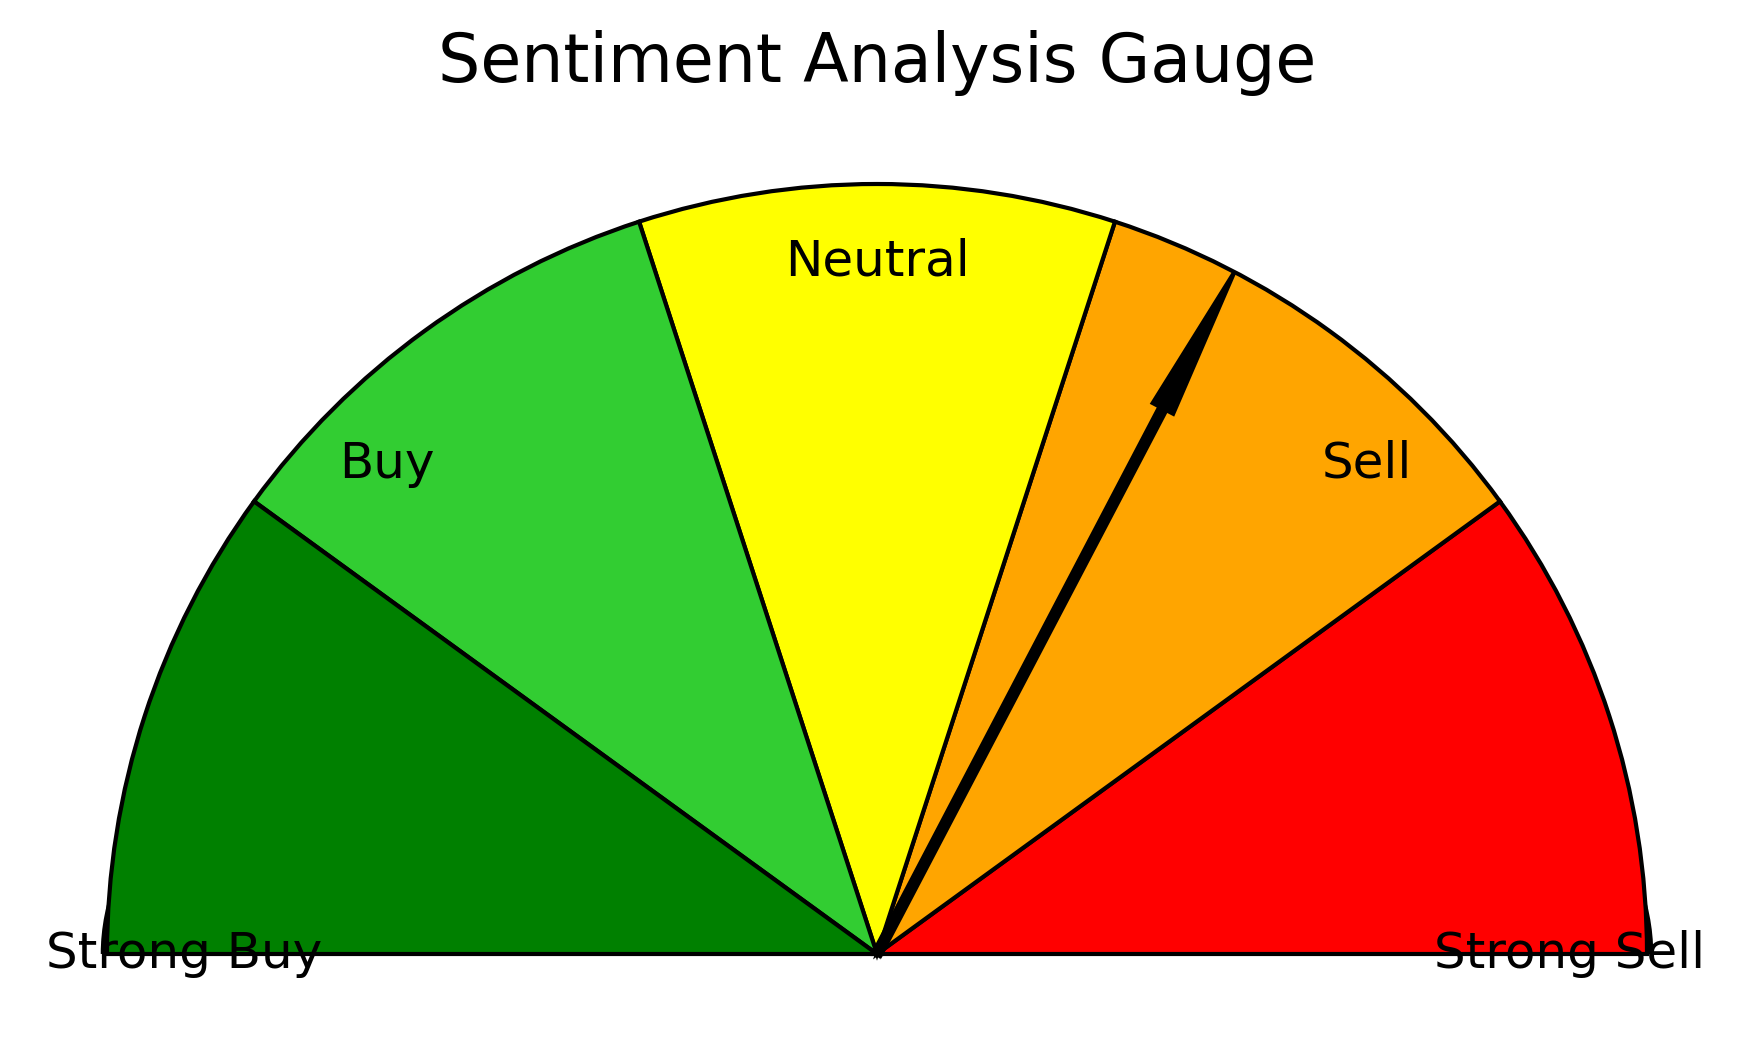 Sentiment Analysis Gauge
Neutral
Buy
Sell
Strong Buy
Strong Sell